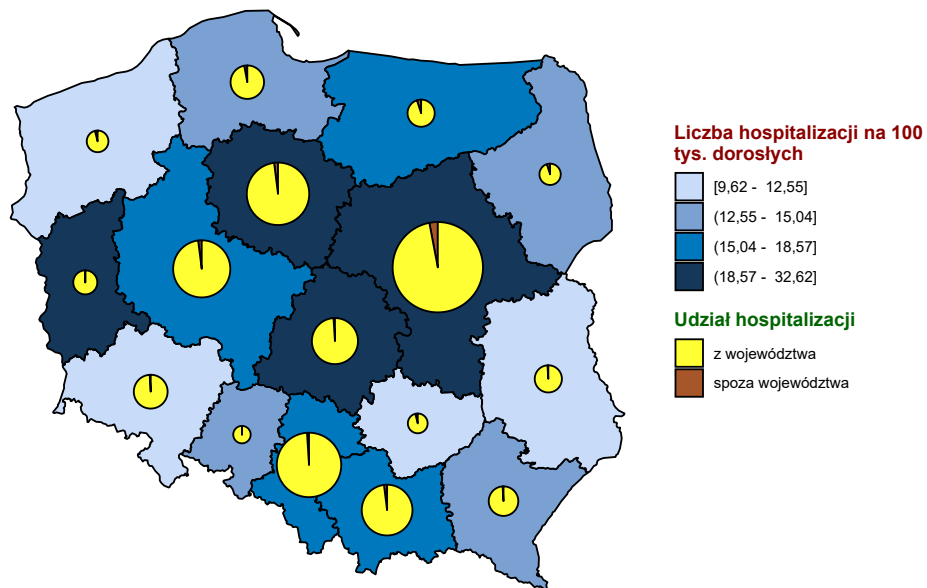 Liczba hospitalizacji na 100
tys. dorosłych
[9,62 - 12,55]
(12,55 - 15,04]
(15,04 - 18,57]
(18,57 - 32,62]
Udział hospitalizacji
z województwa
spoza województwa